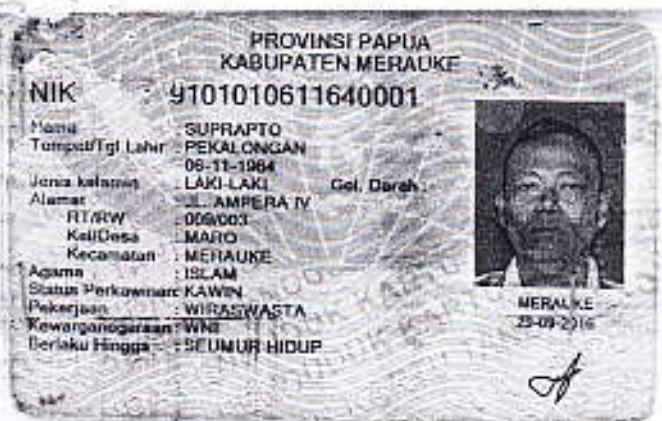 PROVINSI PAPUA
KABUPATEN MERAUKE
NIK 9101010611640001
Nama : SUPRAPTO
Tempat/Tgl Lahir : PEKALONGAN
06-11-1964
Jenis kelamin : LAKI-LAKI Gol. Darah :
Alamat : JL. AMPERA IV
RT/RW : 009/003
Kel/Desa : MARO
Kecamatan : MERAUKE
Agama : ISLAM
Status Perkawinan: KAWIN
Pekerjaan : WIRASWASTA
Kewarganegaraan: WNI
Berlaku Hingga : SEUMUR HIDUP
MERAUKE
23-09-2016